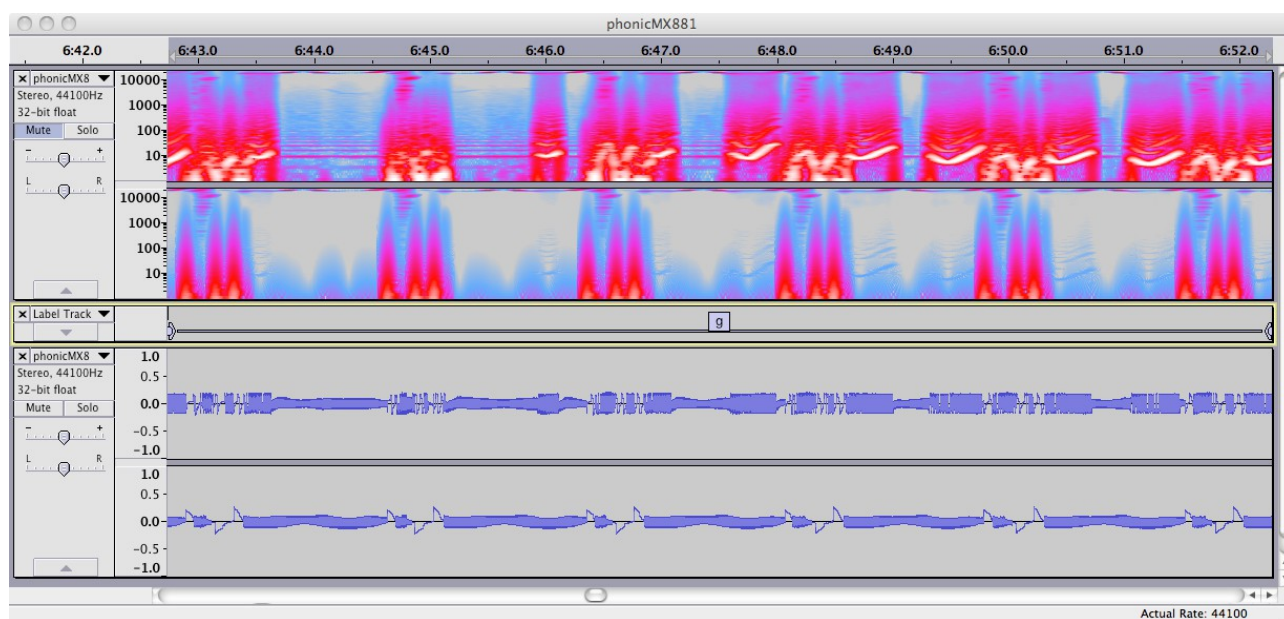 phonicMX881
6:42.0 6:43.0 6:44.0 6:45.0 6:46.0 6:47.0 6:48.0 6:49.0 6:50.0 6:51.0 6:52.0
× phonicMX8 ▼
Stereo, 44100Hz
32-bit float
Mute Solo
- +
L R
10000-
1000-
100-
10-
10000-
1000-
100-
10-
× Label Track ▼
g
× phonicMX8 ▼
Stereo, 44100Hz
32-bit float
Mute Solo
- +
L R
1.0
0.5-
0.0-
-0.5-
-1.0
1.0
0.5-
0.0-
-0.5-
-1.0
Actual Rate: 44100